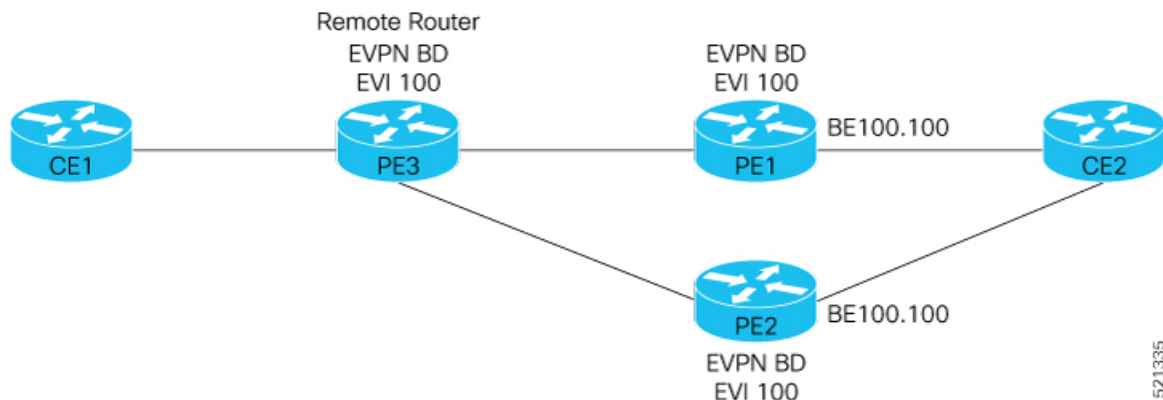 Remote Router
EVPN BD
EVI 100
EVPN BD
EVI 100
BE100.100
CE1
PE3
PE1
CE2
PE2
BE100.100
EVPN BD
EVI 100
521335